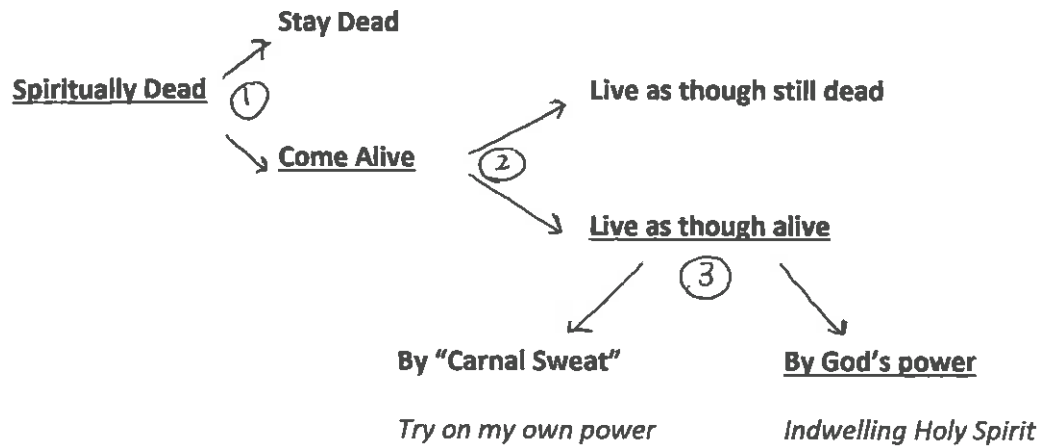 Stay Dead
Spiritually Dead
1
Live as though still dead
Come Alive
2
Live as though alive
3
By "Carnal Sweat"
By God's power
Try on my own power
Indwelling Holy Spirit